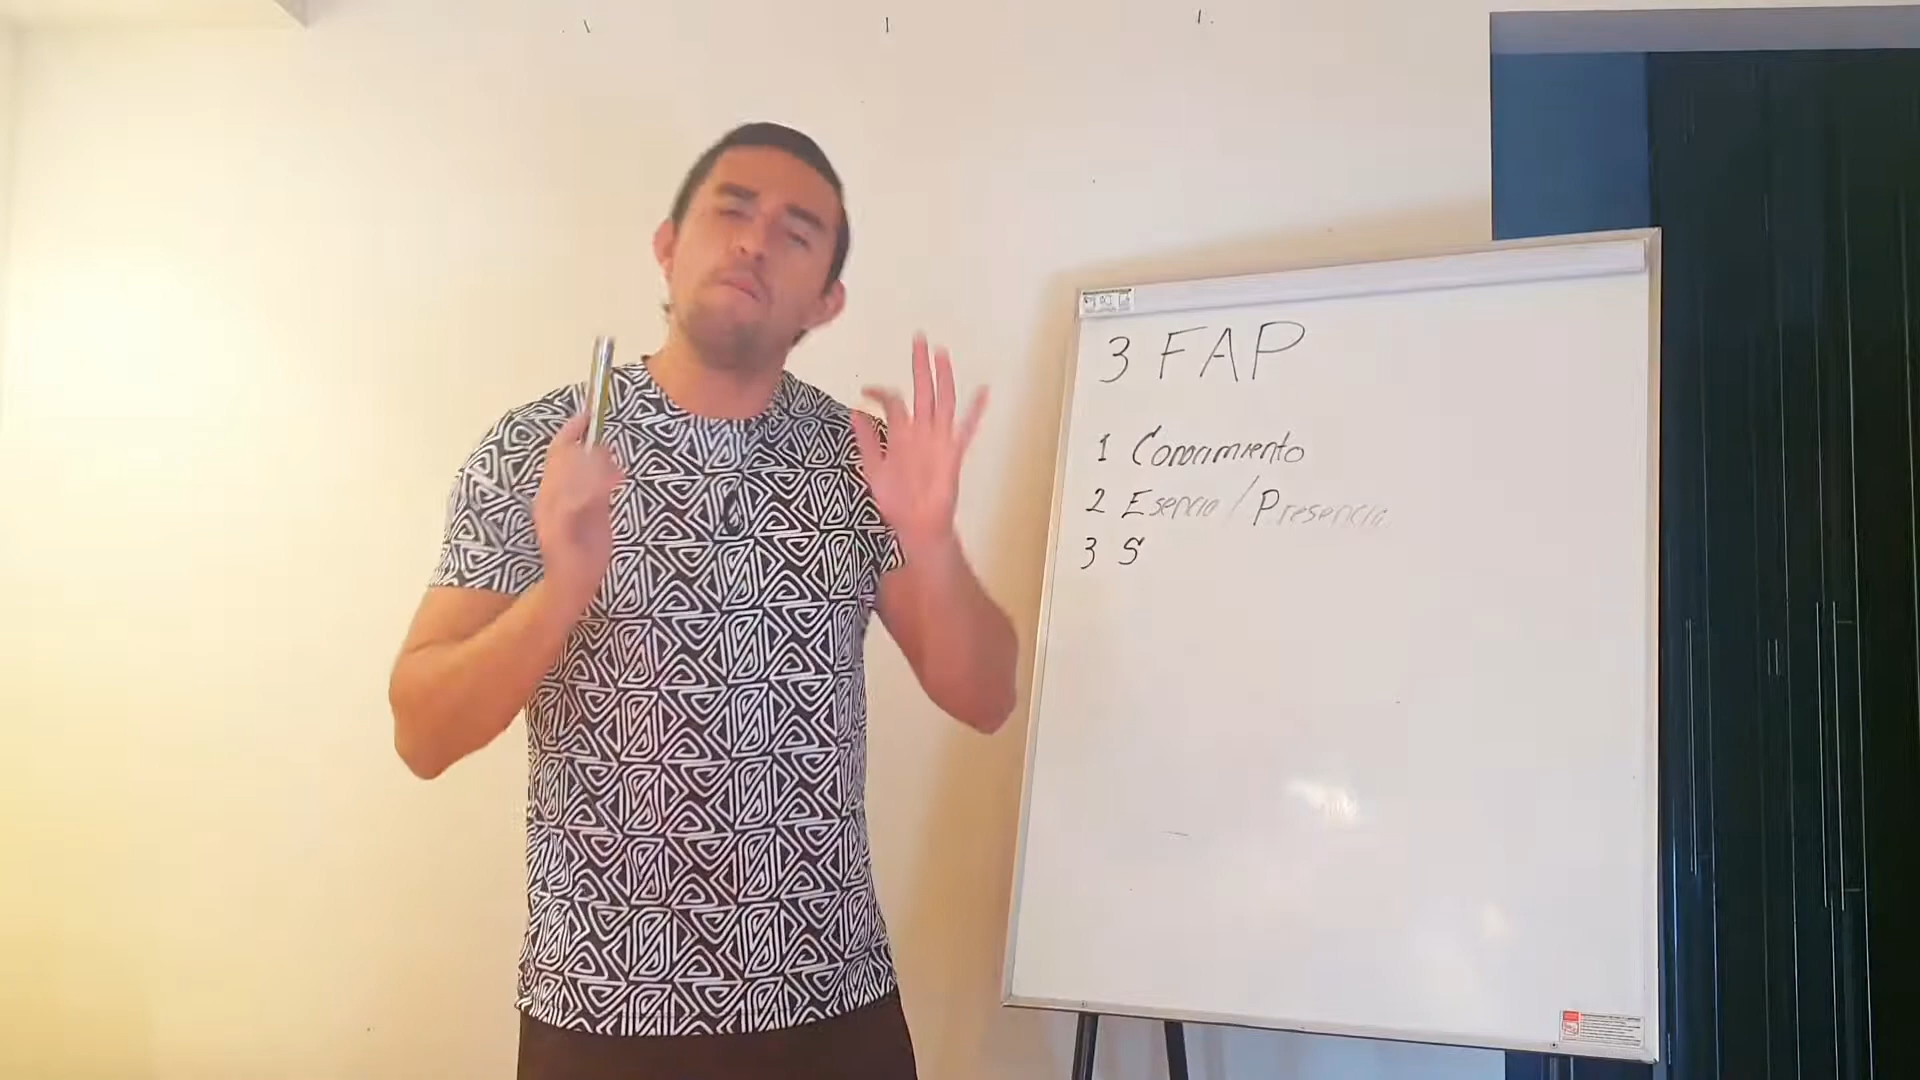 3 FAP
1 Conocimiento
2 Esencia / Presencia
3 S